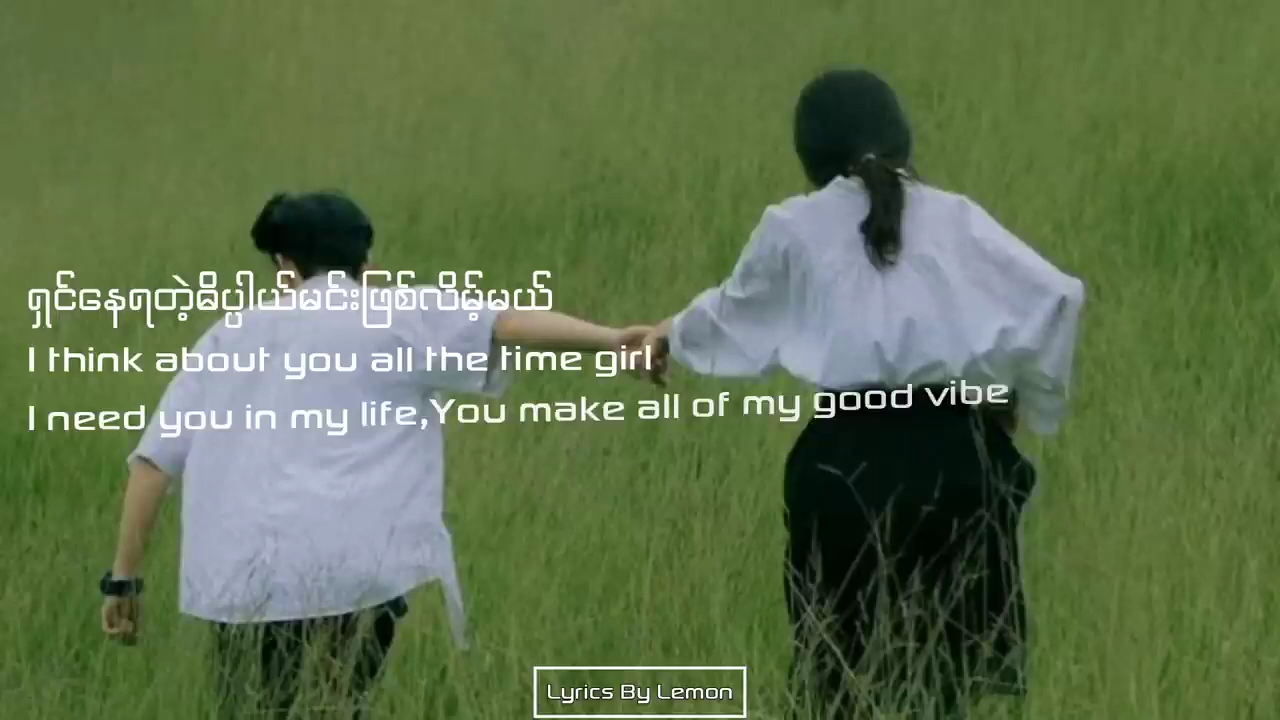 ရှင်နေရတဲ့ဓိပ္ပါယ်မင်းဖြစ်လိမ့်မယ်
I think about you all the time girl
I need you in my life,You make all of my good vibe
Lyrics By Lemon